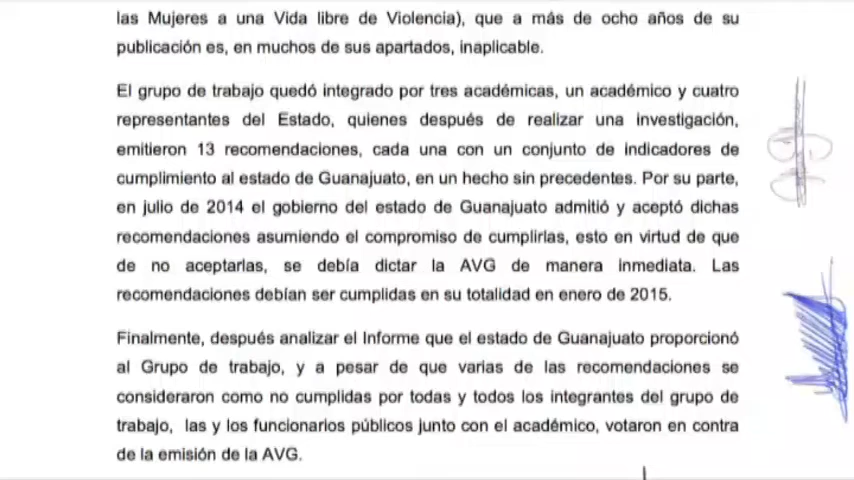 las Mujeres a una Vida libre de Violencia), que a más de ocho años de su
publicación es, en muchos de sus apartados, inaplicable.
El grupo de trabajo quedó integrado por tres académicas, un académico y cuatro
representantes del Estado, quienes después de realizar una investigación,
emitieron 13 recomendaciones, cada una con un conjunto de indicadores de
cumplimiento al estado de Guanajuato, en un hecho sin precedentes. Por su parte,
en julio de 2014 el gobierno del estado de Guanajuato admitió y aceptó dichas
recomendaciones asumiendo el compromiso de cumplirlas, esto en virtud de que
de no aceptarlas, se debía dictar la AVG de manera inmediata. Las
recomendaciones debían ser cumplidas en su totalidad en enero de 2015.
Finalmente, después analizar el Informe que el estado de Guanajuato proporcionó
al Grupo de trabajo, y a pesar de que varias de las recomendaciones se
consideraron como no cumplidas por todas y todos los integrantes del grupo de
trabajo, las y los funcionarios públicos junto con el académico, votaron en contra
de la emisión de la AVG.